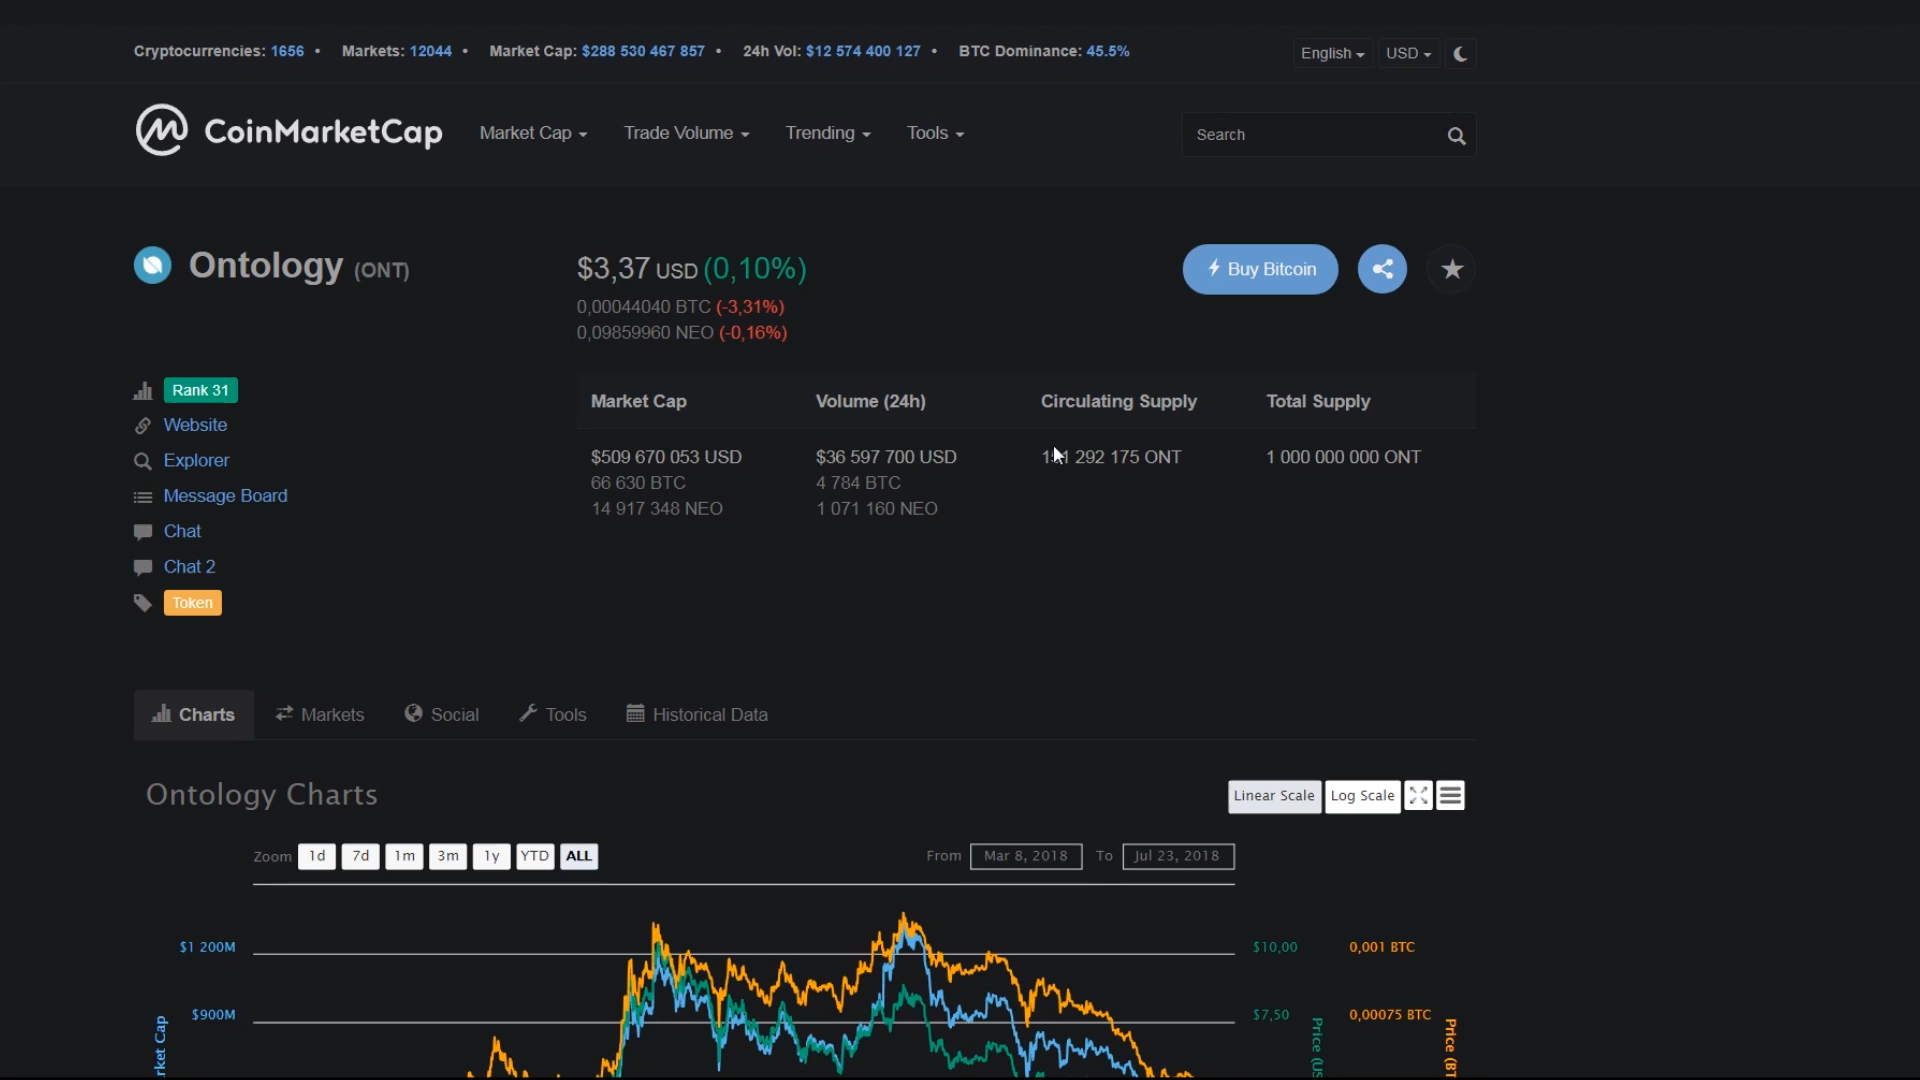 Cryptocurrencies: 1656 • Markets: 12044 • Market Cap: $288 530 467 857 • 24h Vol: $12 574 400 127 • BTC Dominance: 45.5%
English USD
CoinMarketCap Market Cap Trade Volume Trending Tools Search
Ontology (ONT) $3,37 USD (0,10%) Buy Bitcoin
0,00044040 BTC (-3,31%)
0,09859960 NEO (-0,16%)
Rank 31
Website
Explorer
Message Board
Chat
Chat 2
Token
Market Cap Volume (24h) Circulating Supply Total Supply
$509 670 053 USD $36 597 700 USD 292 175 ONT 1 000 000 000 ONT
66 630 BTC 4 784 BTC
14 917 348 NEO 1 071 160 NEO
Charts Markets Social Tools Historical Data
Ontology Charts Linear Scale Log Scale
Zoom 1d 7d 1m 3m 1y YTD ALL From Mar 8, 2018 To Jul 23, 2018
$1 200M $10,00 0,001 BTC
$900M $7,50 0,00075 BTC
rket Cap Price (US Price (BT